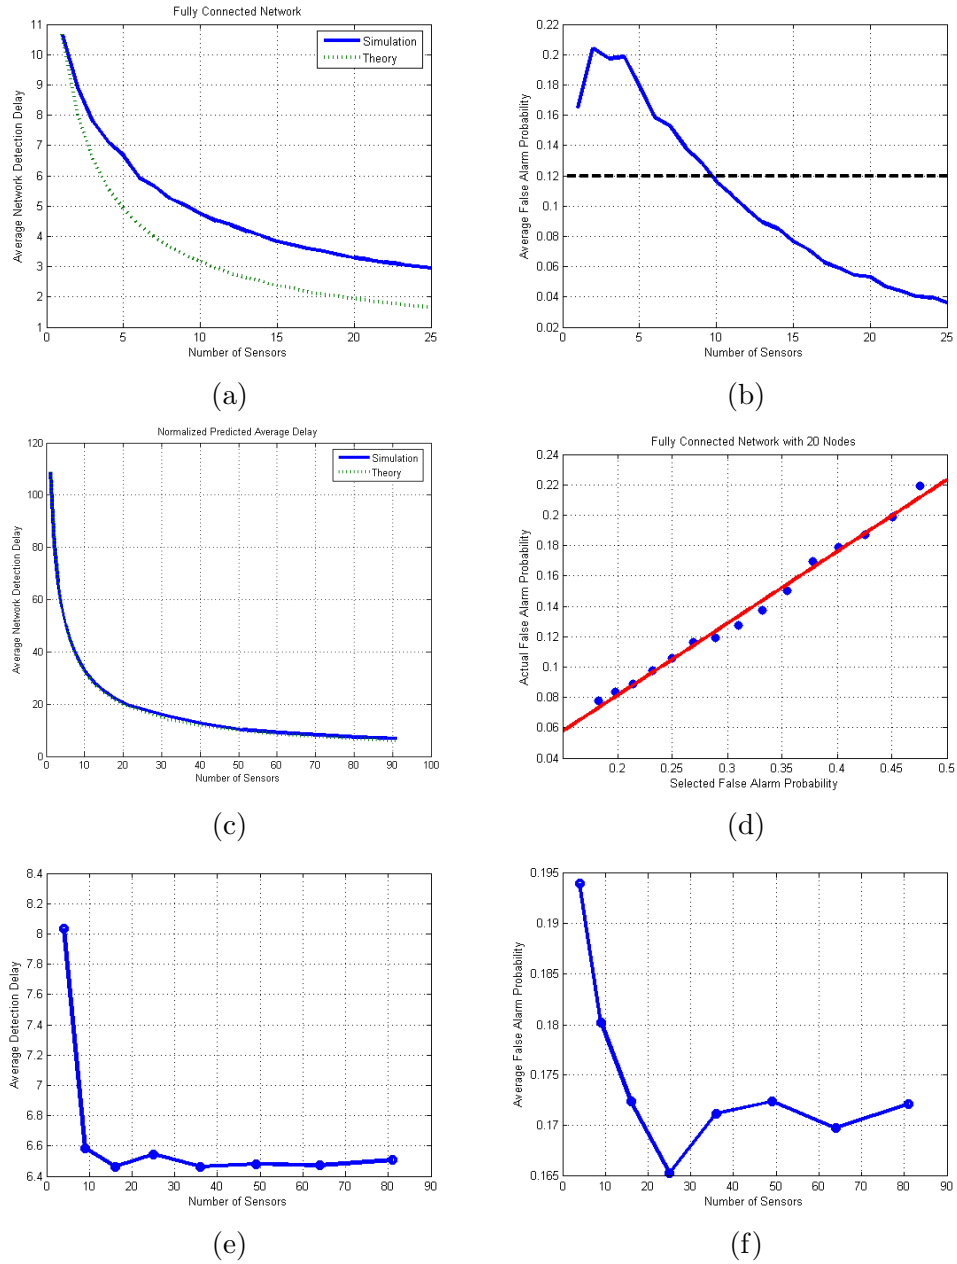 Fully Connected Network
Average Network Detection Delay
11
10
9
8
7
6
5
4
3
2
1
Simulation
Theory
0 5 10 15 20 25
Number of Sensors
(a)
Average False Alarm Probability
0.22
0.2
0.18
0.16
0.14
0.12
0.1
0.08
0.06
0.04
0.02
0 5 10 15 20 25
Number of Sensors
(b)
Normalized Predicted Average Delay
Average Network Detection Delay
120
100
80
60
40
20
0
Simulation
Theory
0 10 20 30 40 50 60 70 80 90 100
Number of Sensors
(c)
Fully Connected Network with 20 Nodes
Actual False Alarm Probability
0.24
0.22
0.2
0.18
0.16
0.14
0.12
0.1
0.08
0.06
0.04
0.2 0.25 0.3 0.35 0.4 0.45 0.5
Selected False Alarm Probability
(d)
Average Detection Delay
8.4
8.2
8
7.8
7.6
7.4
7.2
7
6.8
6.6
6.4
0 10 20 30 40 50 60 70 80 90
Number of Sensors
(e)
Average False Alarm Probability
0.195
0.19
0.185
0.18
0.175
0.17
0.165
0 10 20 30 40 50 60 70 80 90
Number of Sensors
(f)